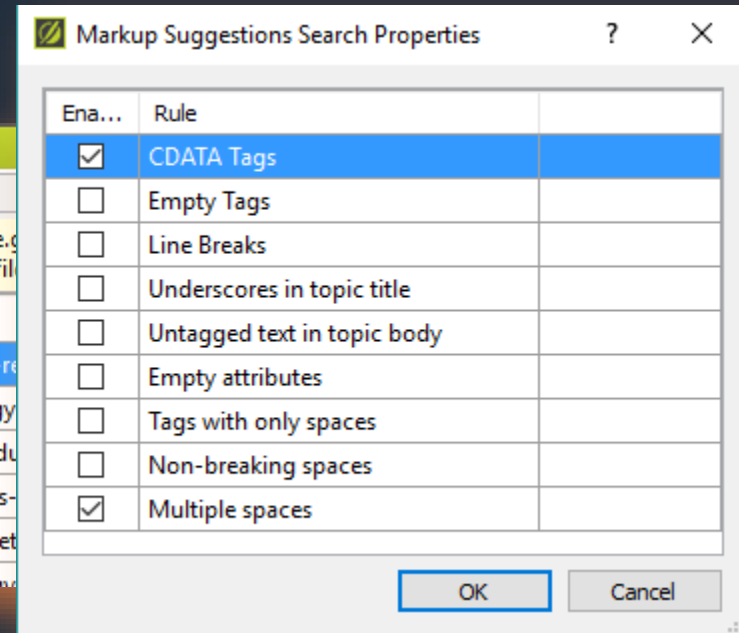 Markup Suggestions Search Properties ?
Ena... Rule
CDATA Tags
Empty Tags
Line Breaks
Underscores in topic title
Untagged text in topic body
Empty attributes
Tags with only spaces
Non-breaking spaces
Multiple spaces
OK Cancel